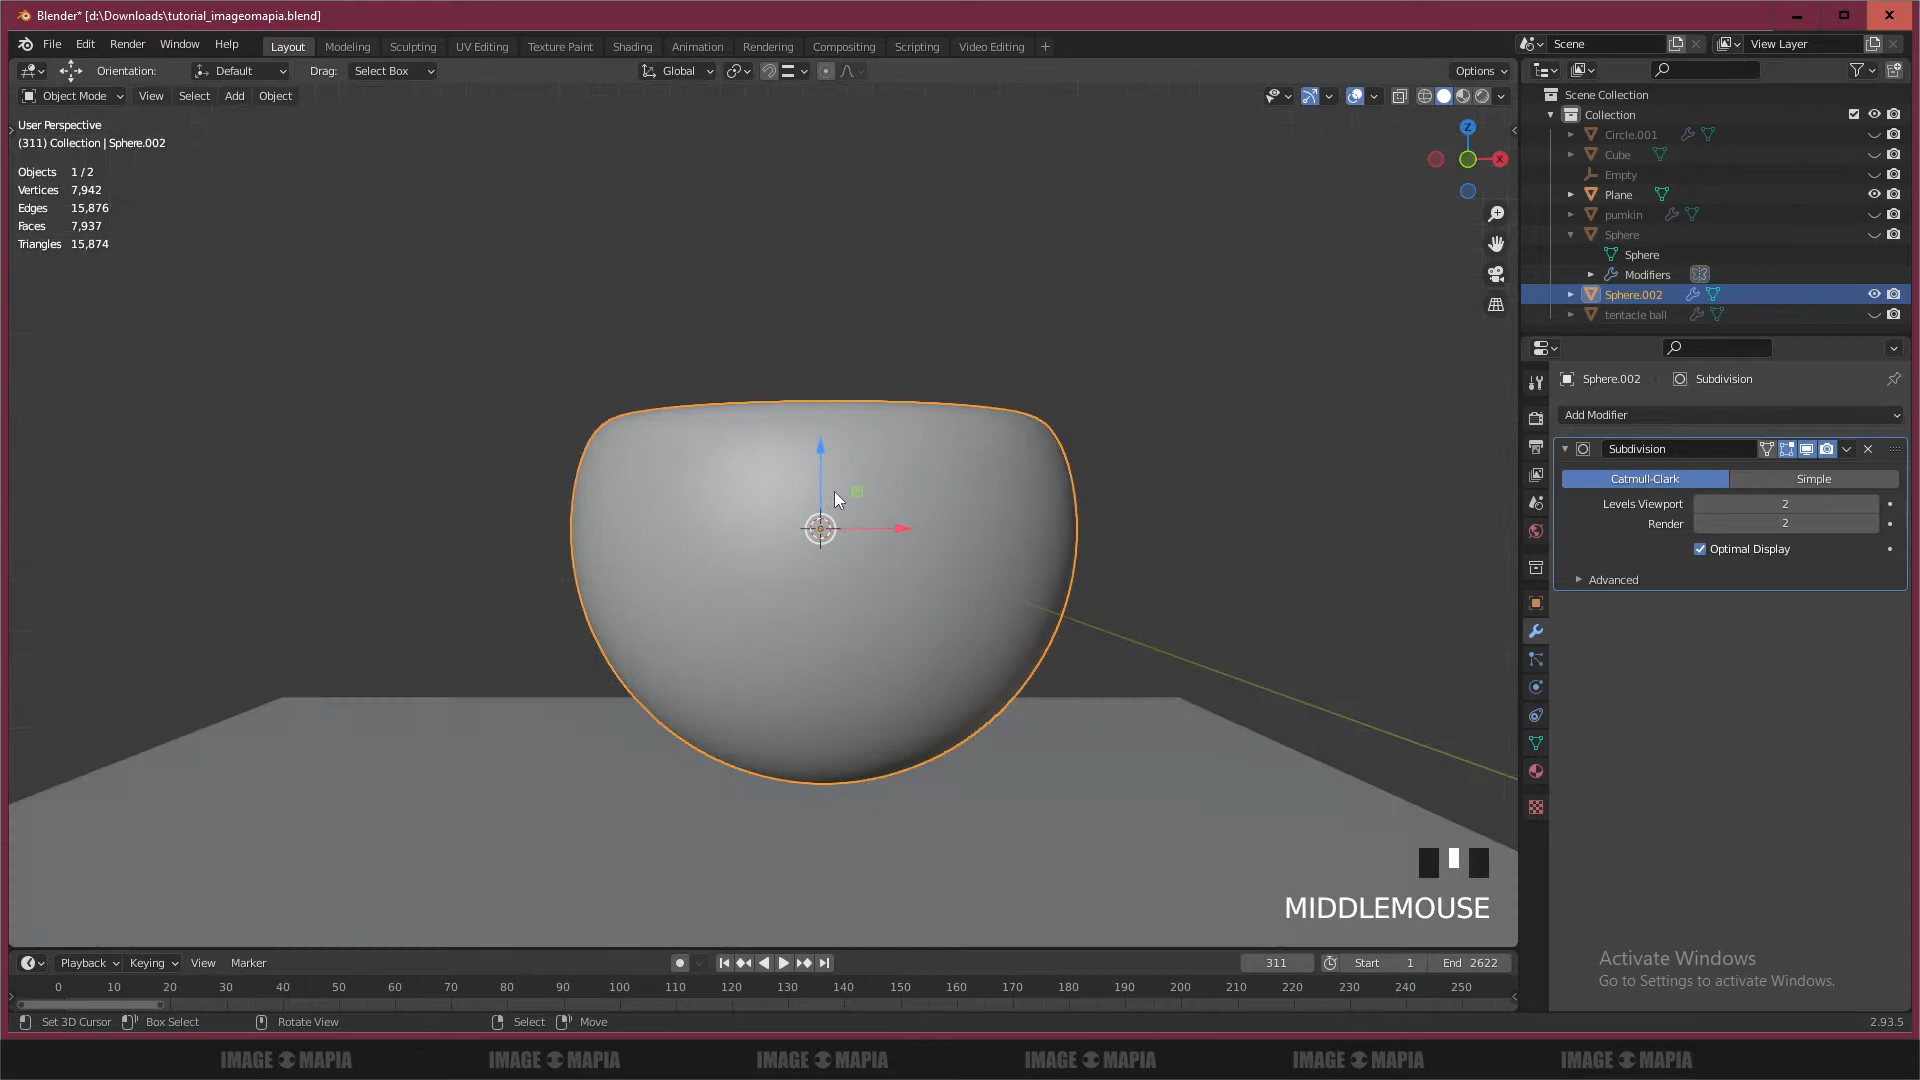 Blender* [d:\Downloads\tutorial_imageomapia.blend]
File Edit Render Window Help Layout Modeling Sculpting UV Editing Texture Paint Shading Animation Rendering Compositing Scripting Video Editing + Scene View Layer
Orientation: Default Drag: Select Box Global Options
Object Mode View Select Add Object
User Perspective
(311) Collection | Sphere.002
Objects 1 / 2
Vertices 7,942
Edges 15,876
Faces 7,937
Triangles 15,874
Z
X
Scene Collection
Collection
Circle.001
Cube
Empty
Plane
pumkin
Sphere
Sphere
Modifiers
Sphere.002
tentacle ball
Sphere.002 Subdivision
Add Modifier
Subdivision
Catmull-Clark Simple
Levels Viewport 2
Render 2
Optimal Display
Advanced
MIDDLEMOUSE
Activate Windows
Go to Settings to activate Windows.
Playback Keying View Marker 311 Start 1 End 2622
0 10 20 30 40 50 60 70 80 90 100 110 120 130 140 150 160 170 180 190 200 210 220 230 240 250
Set 3D Cursor Box Select Rotate View Select Move 2.93.5
IMAGE MAPIA IMAGE MAPIA IMAGE MAPIA IMAGE MAPIA IMAGE MAPIA IMAGE MAPIA